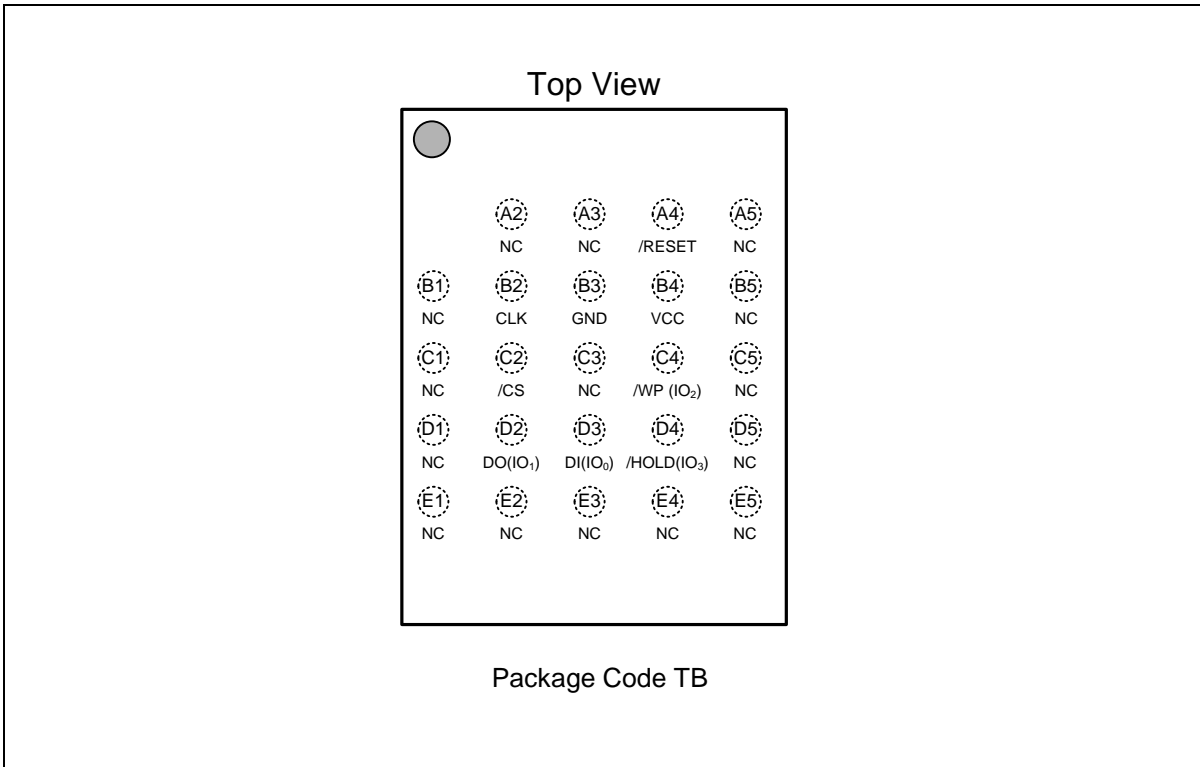 Top View
A2 A3 A4 A5
NC NC /RESET NC
B1 B2 B3 B4 B5
NC CLK GND VCC NC
C1 C2 C3 C4 C5
NC /CS NC /WP (IO₂) NC
D1 D2 D3 D4 D5
NC DO(IO₁) DI(IO₀) /HOLD(IO₃) NC
E1 E2 E3 E4 E5
NC NC NC NC NC
Package Code TB